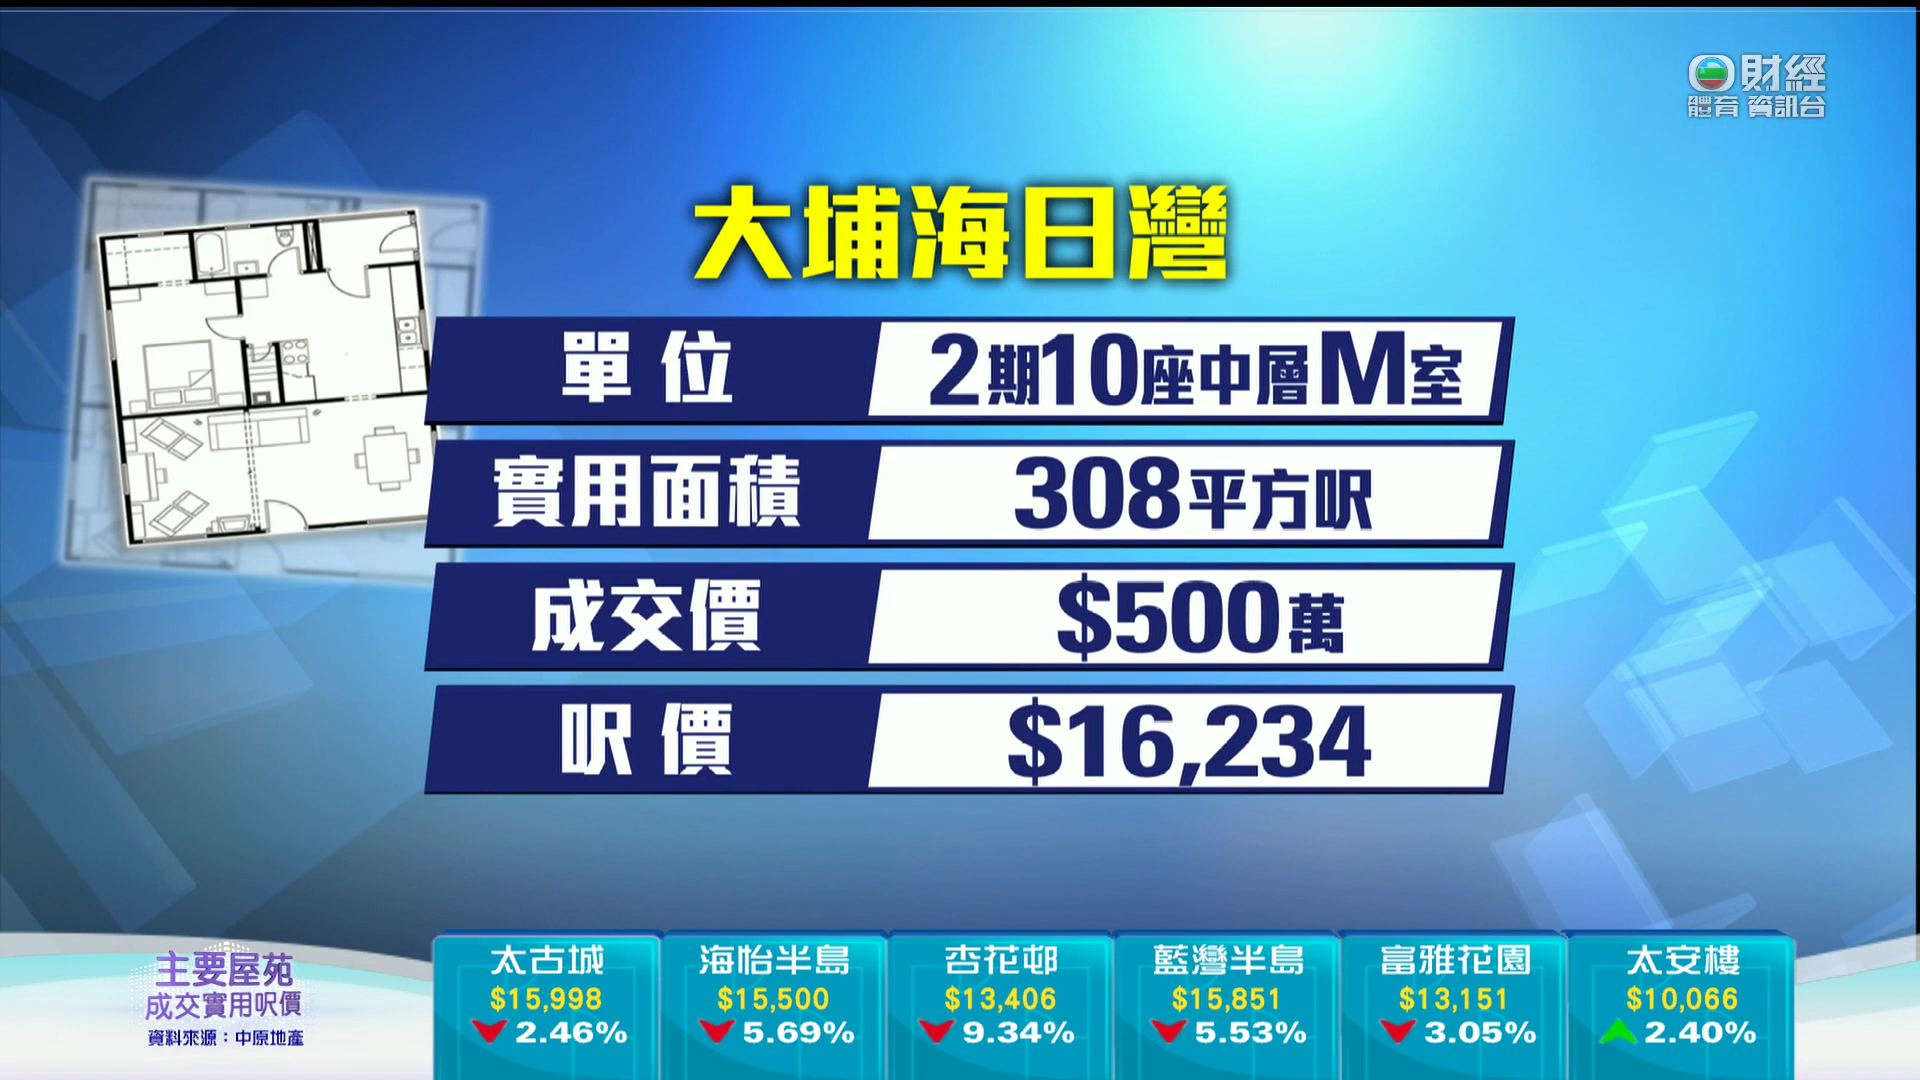 財經
體育 資訊台
大埔海日灣
單位 2期10座中層M室
實用面積 308平方呎
成交價 $500萬
呎價 $16,234
主要屋苑
成交實用呎價
資料來源：中原地產
太古城
$15,998
2.46%
海怡半島
$15,500
5.69%
杏花邨
$13,406
9.34%
藍灣半島
$15,851
5.53%
富雅花園
$13,151
3.05%
太安樓
$10,066
2.40%